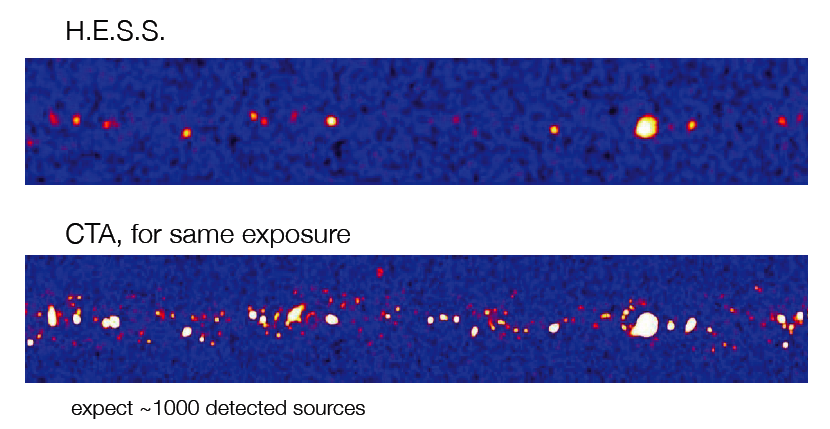 H.E.S.S.
CTA, for same exposure
expect ~1000 detected sources